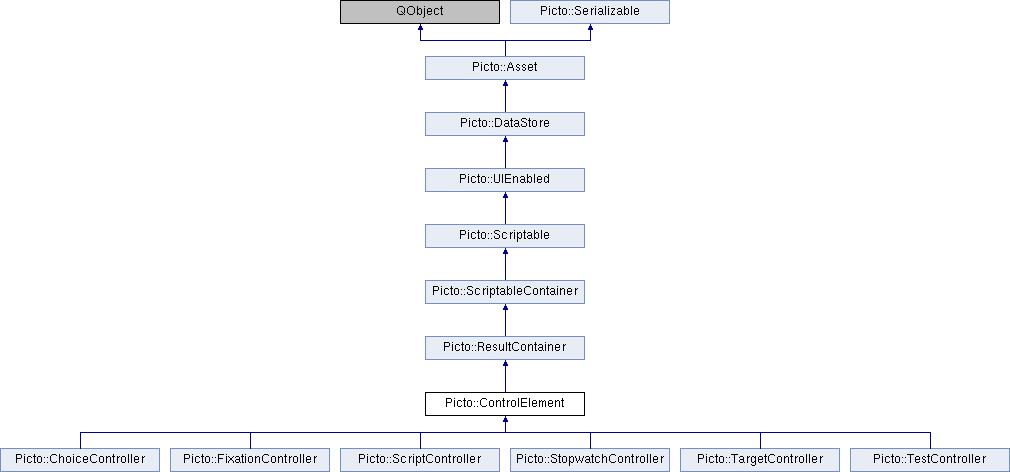 QObject
Picto::Serializable
Picto::Asset
Picto::DataStore
Picto::UIEnabled
Picto::Scriptable
Picto::ScriptableContainer
Picto::ResultContainer
Picto::ControlElement
Picto::ChoiceController
Picto::FixationController
Picto::ScriptController
Picto::StopwatchController
Picto::TargetController
Picto::TestController